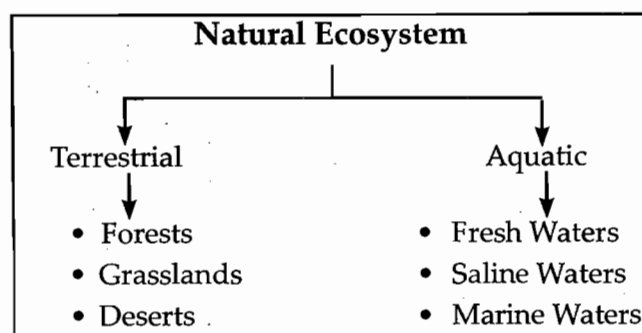 Natural Ecosystem
Terrestrial
Aquatic
• Forests
• Grasslands
• Deserts
• Fresh Waters
• Saline Waters
• Marine Waters